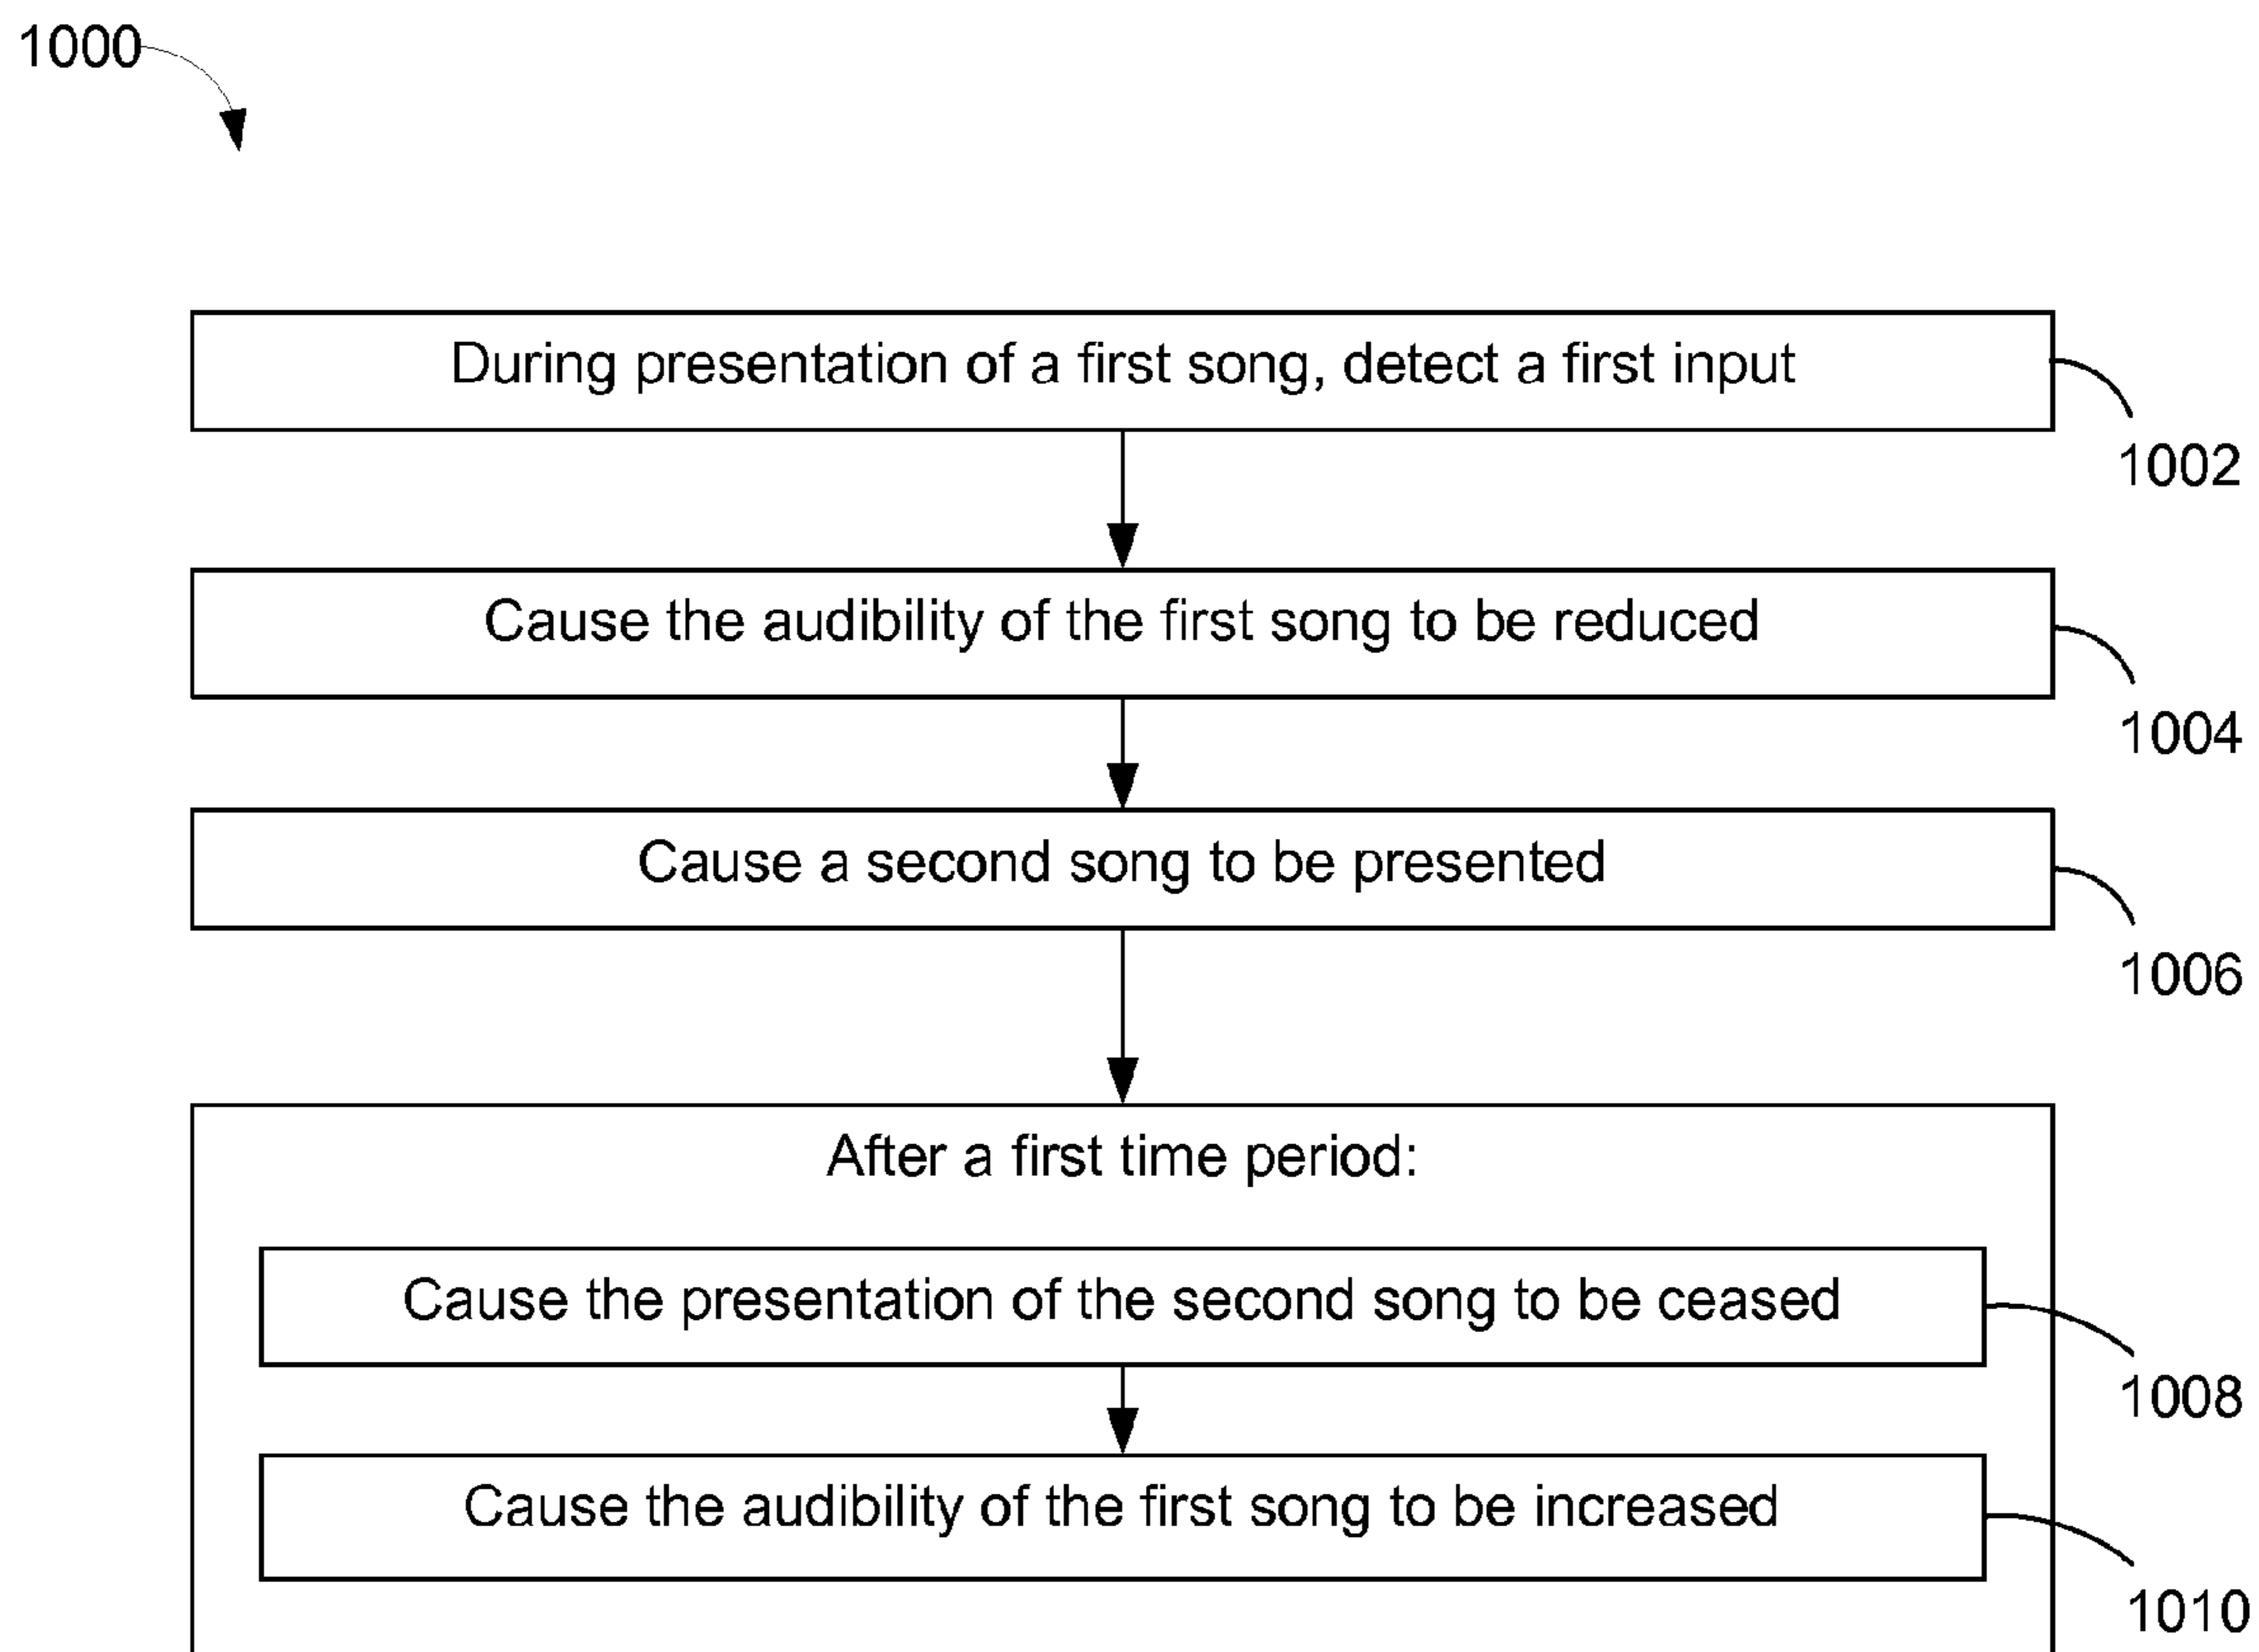 1000
During presentation of a first song, detect a first input
1002
Cause the audibility of the first song to be reduced
1004
Cause a second song to be presented
1006
After a first time period:
Cause the presentation of the second song to be ceased
1008
Cause the audibility of the first song to be increased
1010